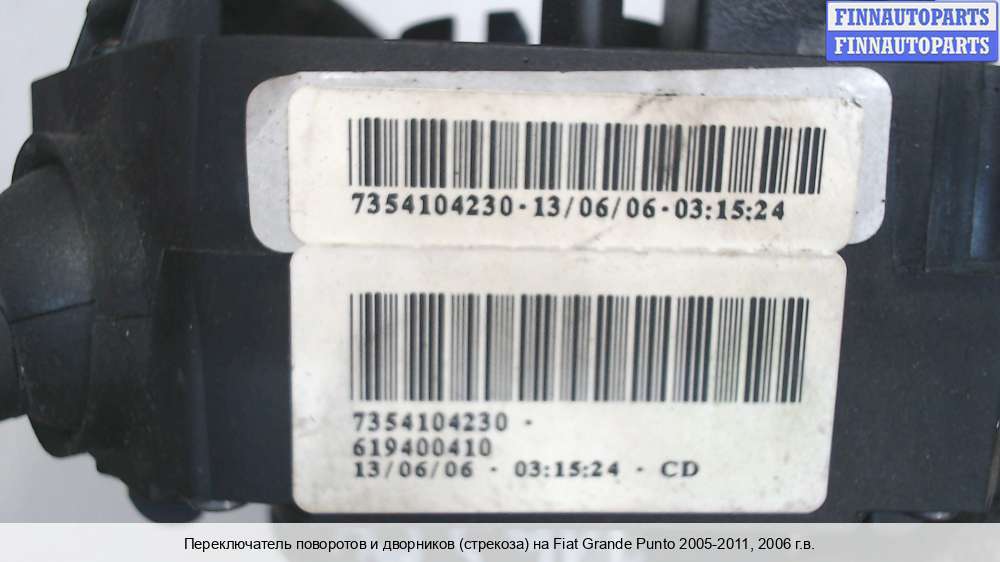 FINNAUTOPARTS
FINNAUTOPARTS
7354104230-13/06/06-03:15:24
7354104230 -
619400410
13/06/06 - 03:15:24 - CD
Переключатель поворотов и дворников (стрекоза) на Fiat Grande Punto 2005-2011, 2006 г.в.